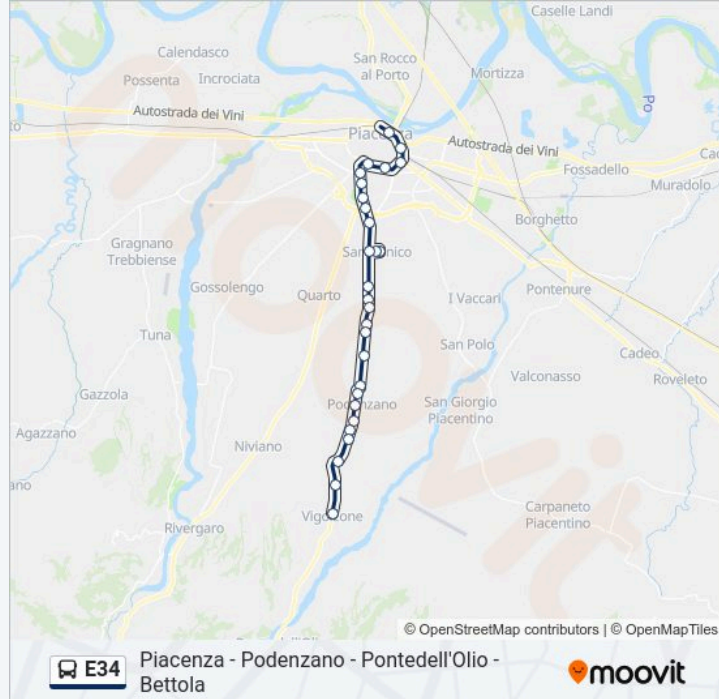 Caselle Landi
Calendasco
San Rocco
al Porto
Possenta
Incrociata
Mortizza
Po
Autostrada dei Vini
Autostrada dei Vini
Fossadello
Muradolo
Borghetto
Gragnano
Trebbiense
Gossolengo
Quarto
I Vaccari
Pontenure
Tuna
San Polo
Cadeo
Valconasso
Roveleto
Gazzola
San Giorgio
Piacentino
Agazzano
Niviano
Carpaneto
Piacentino
Rivergaro
© OpenStreetMap contributors | © OpenMapTiles
E34
Piacenza - Podenzano - Pontedell'Olio -
Bettola
moovit